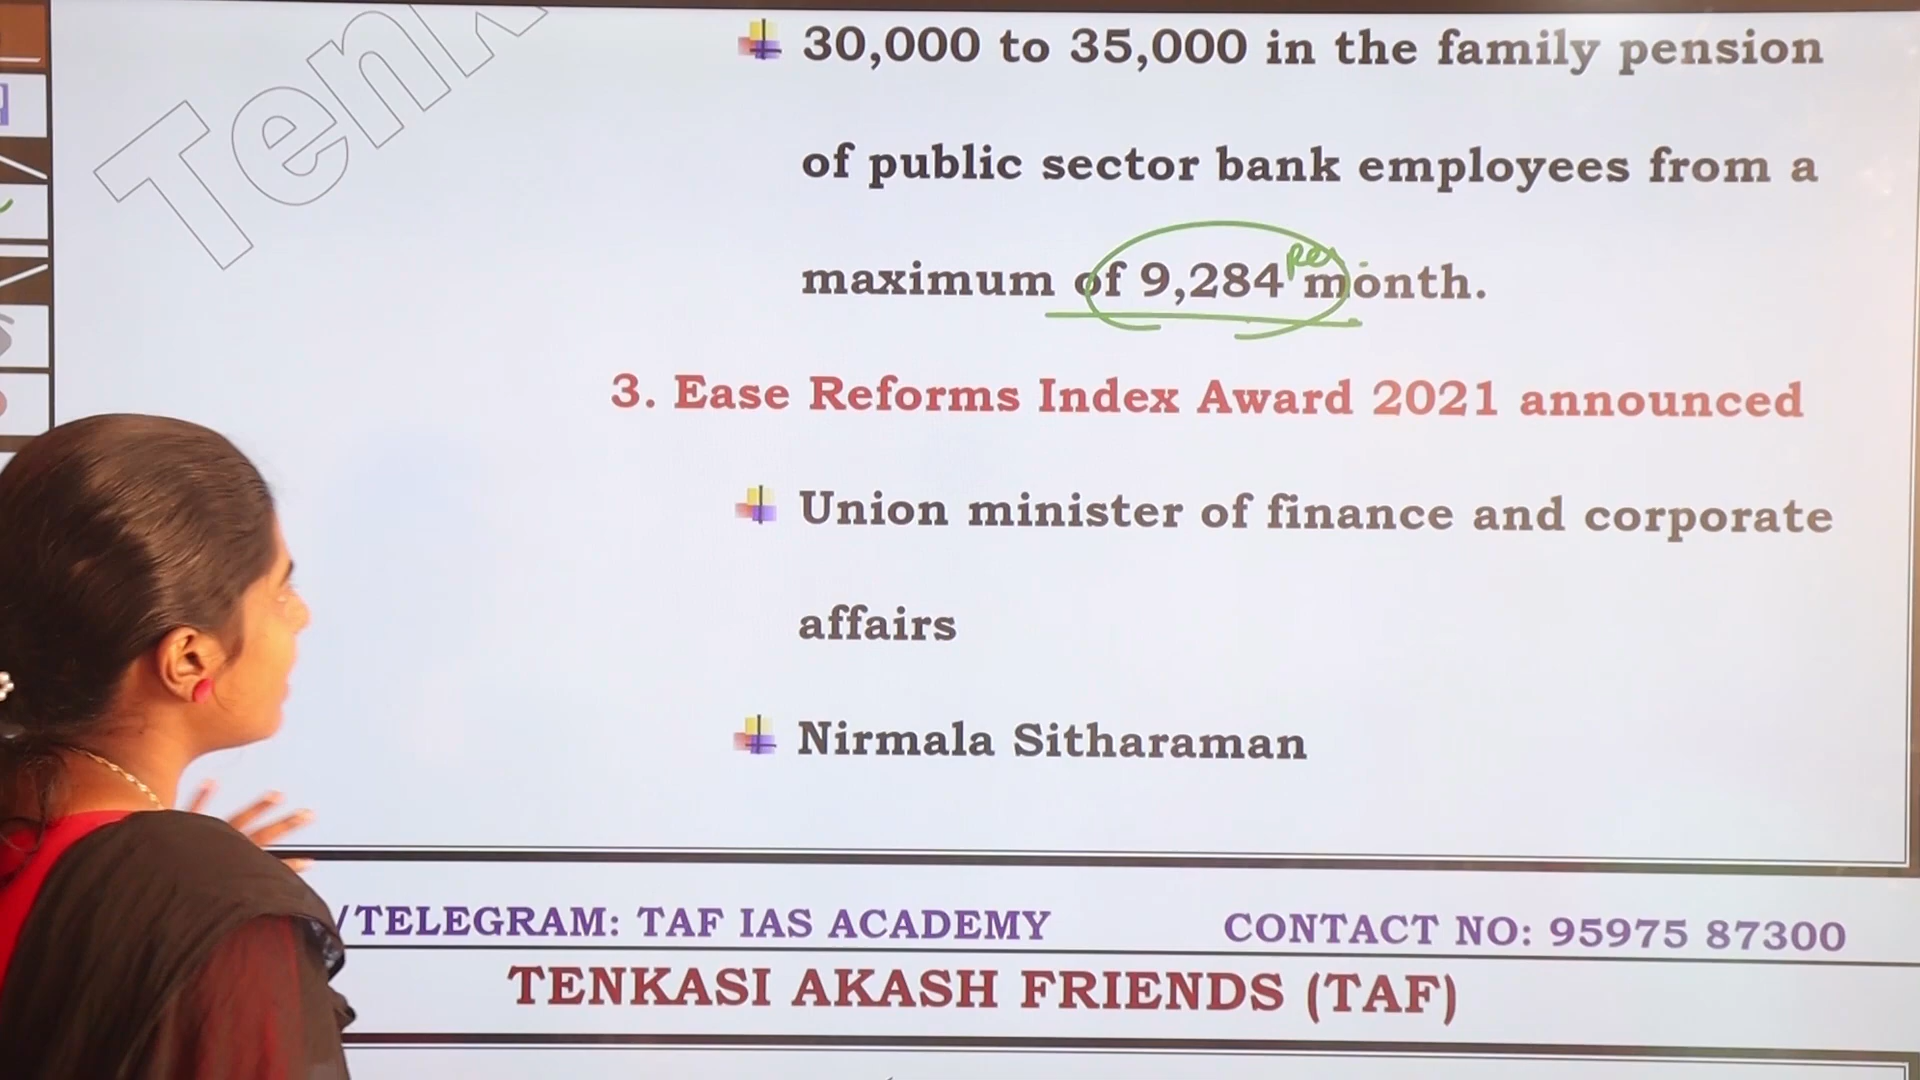 Tenk
30,000 to 35,000 in the family pension
of public sector bank employees from a
maximum of 9,284 per month.
3. Ease Reforms Index Award 2021 announced
Union minister of finance and corporate
affairs
Nirmala Sitharaman
/TELEGRAM: TAF IAS ACADEMY CONTACT NO: 95975 87300
TENKASI AKASH FRIENDS (TAF)